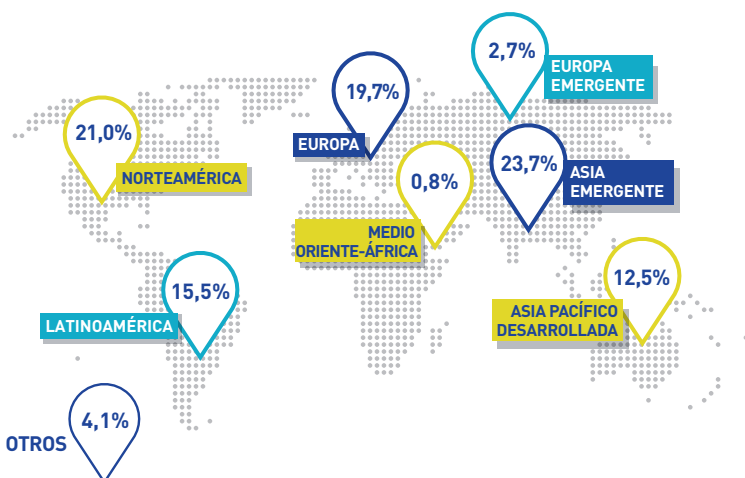 2,7%
EUROPA
EMERGENTE
19,7%
EUROPA
21,0%
NORTEAMÉRICA
23,7%
ASIA
EMERGENTE
0,8%
MEDIO
ORIENTE-ÁFRICA
15,5%
LATINOAMÉRICA
12,5%
ASIA PACÍFICO
DESARROLLADA
4,1%
OTROS